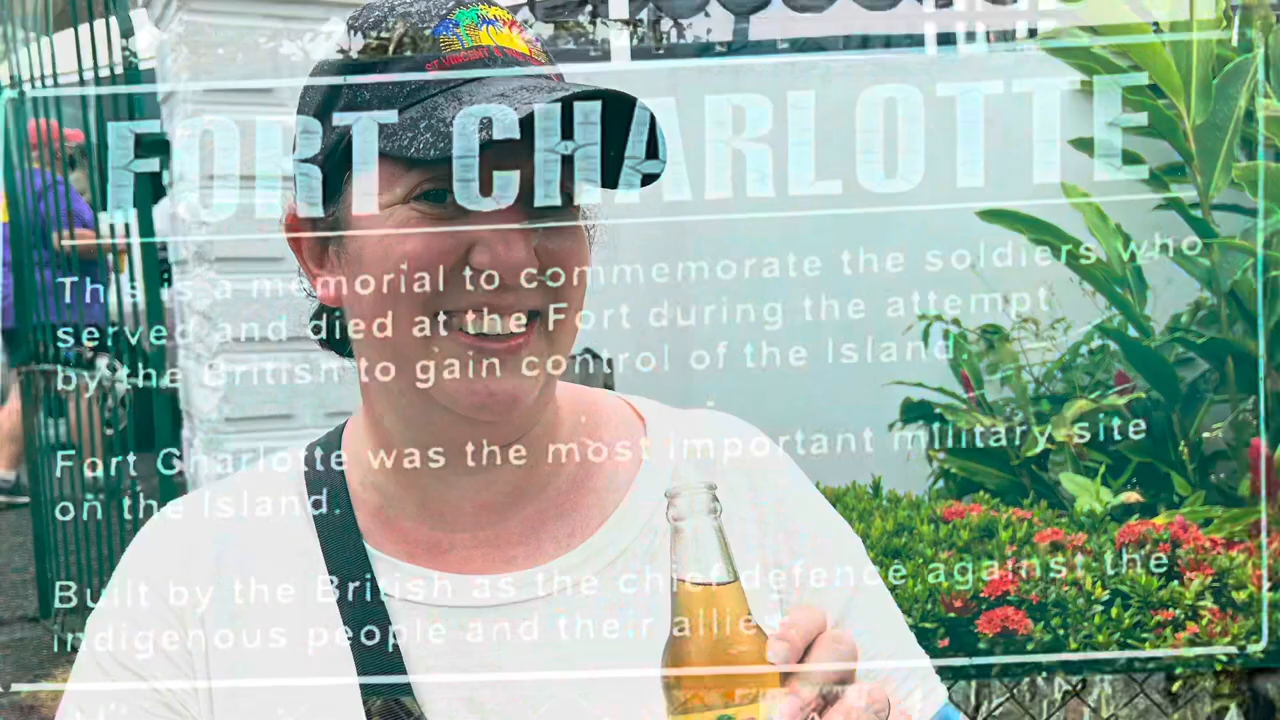 ST VINCENT & THE
FORT CHARLOTTE
This is a memorial to commemorate the soldiers who
served and died at the Fort during the attempt
by the British to gain control of the Island.
Fort Charlotte was the most important military site
on the Island.
Built by the British as the chief defence against the
indigenous people and their allies